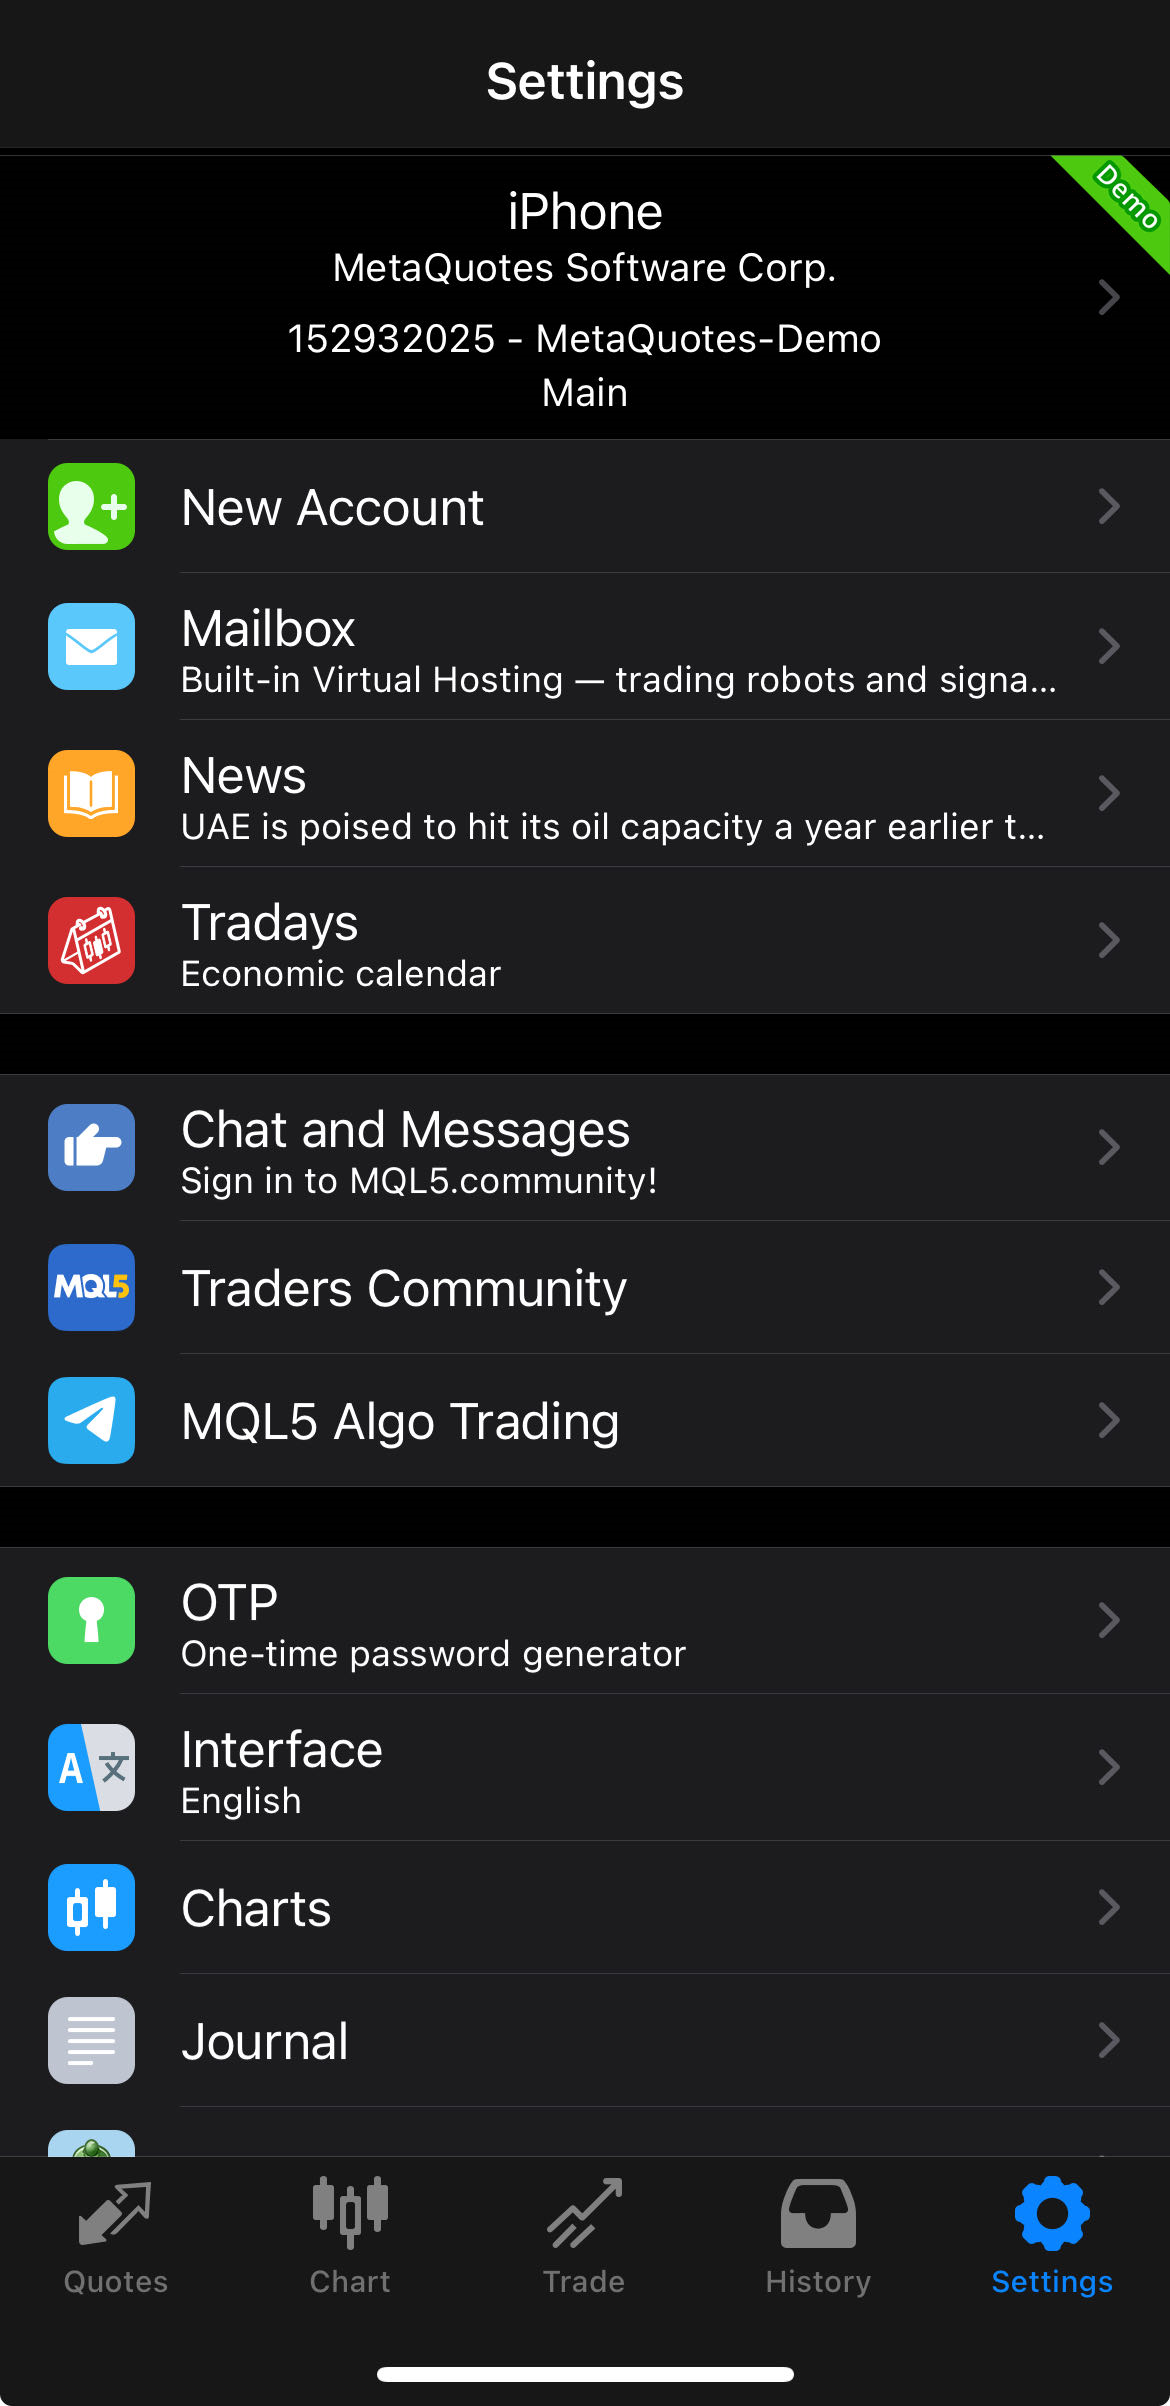 Settings
Demo
iPhone
MetaQuotes Software Corp.
152932025 - MetaQuotes-Demo
Main
New Account
Mailbox
Built-in Virtual Hosting — trading robots and signa...
News
UAE is poised to hit its oil capacity a year earlier t...
Tradays
Economic calendar
Chat and Messages
Sign in to MQL5.community!
MQL5
Traders Community
MQL5 Algo Trading
OTP
One-time password generator
A 文
Interface
English
Charts
Journal
Quotes
Chart
Trade
History
Settings